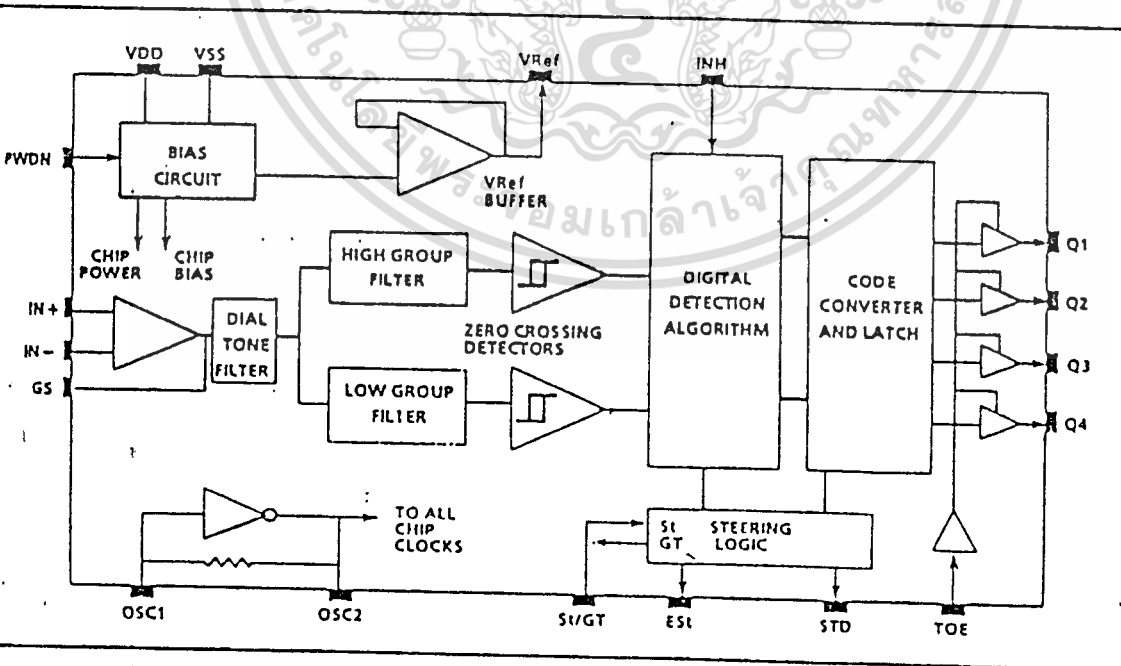 VDD VSS VRef INH
PWDN
BIAS
CIRCUIT
VRef
BUFFER
CHIP
POWER
CHIP
BIAS
HIGH GROUP
FILTER
IN+
IN-
GS
DIAL
TONE
FILTER
ZERO CROSSING
DETECTORS
LOW GROUP
FILTER
DIGITAL
DETECTION
ALGORITHM
CODE
CONVERTER
AND LATCH
Q1
Q2
Q3
Q4
TO ALL
CHIP
CLOCKS
St STEERING
GT LOGIC
OSC1 OSC2 St/GT ESt STD TOE